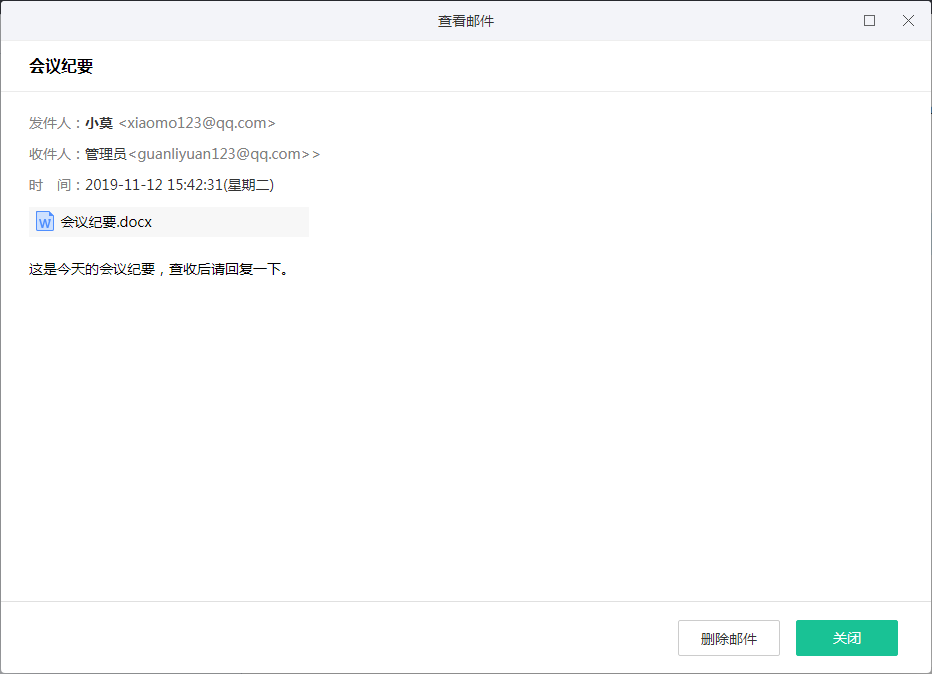 查看邮件
会议纪要
发件人：小莫 <xiaomo123@qq.com>
收件人：管理员<guanliyuan123@qq.com>>
时　间：2019-11-12 15:42:31(星期二)
W 会议纪要.docx
这是今天的会议纪要，查收后请回复一下。
删除邮件 关闭